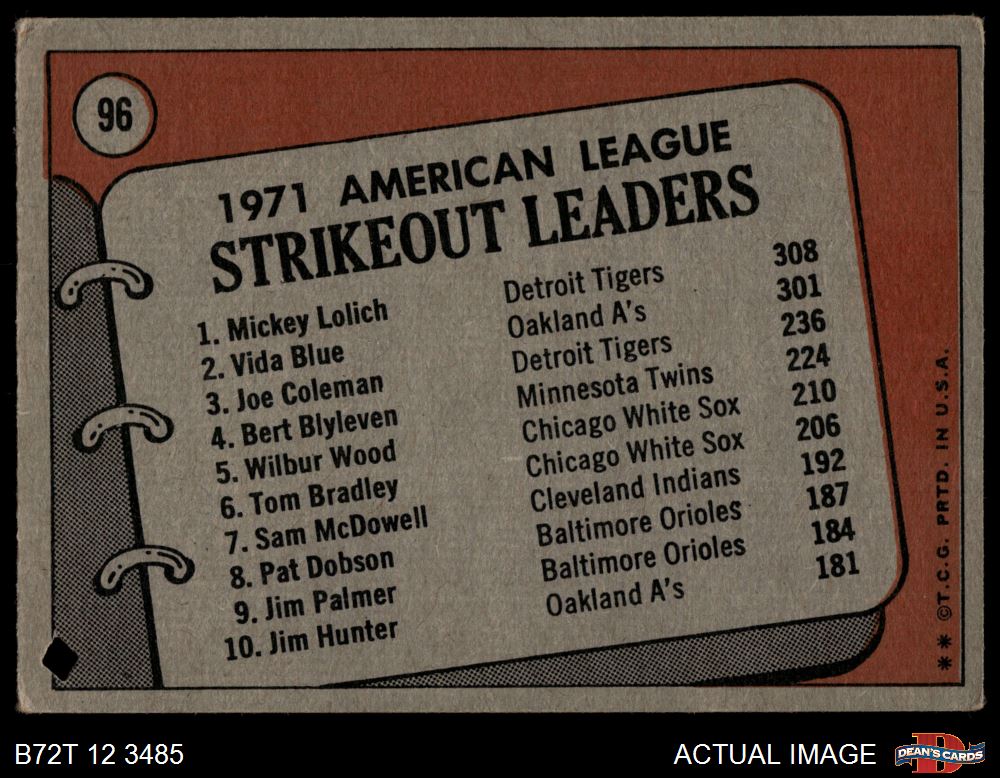 96
1971 AMERICAN LEAGUE
STRIKEOUT LEADERS
1. Mickey Lolich Detroit Tigers 308
2. Vida Blue Oakland A's 301
3. Joe Coleman Detroit Tigers 236
4. Bert Blyleven Minnesota Twins 224
5. Wilbur Wood Chicago White Sox 210
6. Tom Bradley Chicago White Sox 206
7. Sam McDowell Cleveland Indians 192
8. Pat Dobson Baltimore Orioles 187
9. Jim Palmer Baltimore Orioles 184
10. Jim Hunter Oakland A's 181
** ©T.C.G. PRTD. IN U.S.A.
B72T 12 3485
ACTUAL IMAGE
DEAN'S CARDS